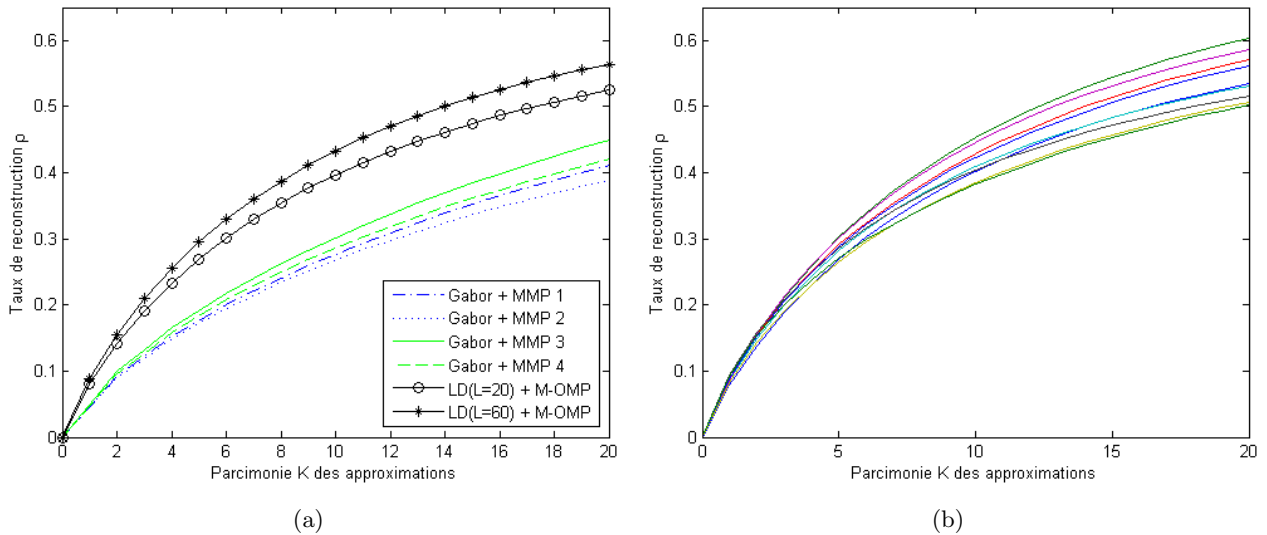 0.6
0.5
0.4
0.3
0.2
0.1
0
Taux de reconstruction ρ
0 2 4 6 8 10 12 14 16 18 20
Parcimonie K des approximations
Gabor + MMP 1
Gabor + MMP 2
Gabor + MMP 3
Gabor + MMP 4
LD(L=20) + M-OMP
LD(L=60) + M-OMP
(a)
0.6
0.5
0.4
0.3
0.2
0.1
0
Taux de reconstruction ρ
0 5 10 15 20
Parcimonie K des approximations
(b)